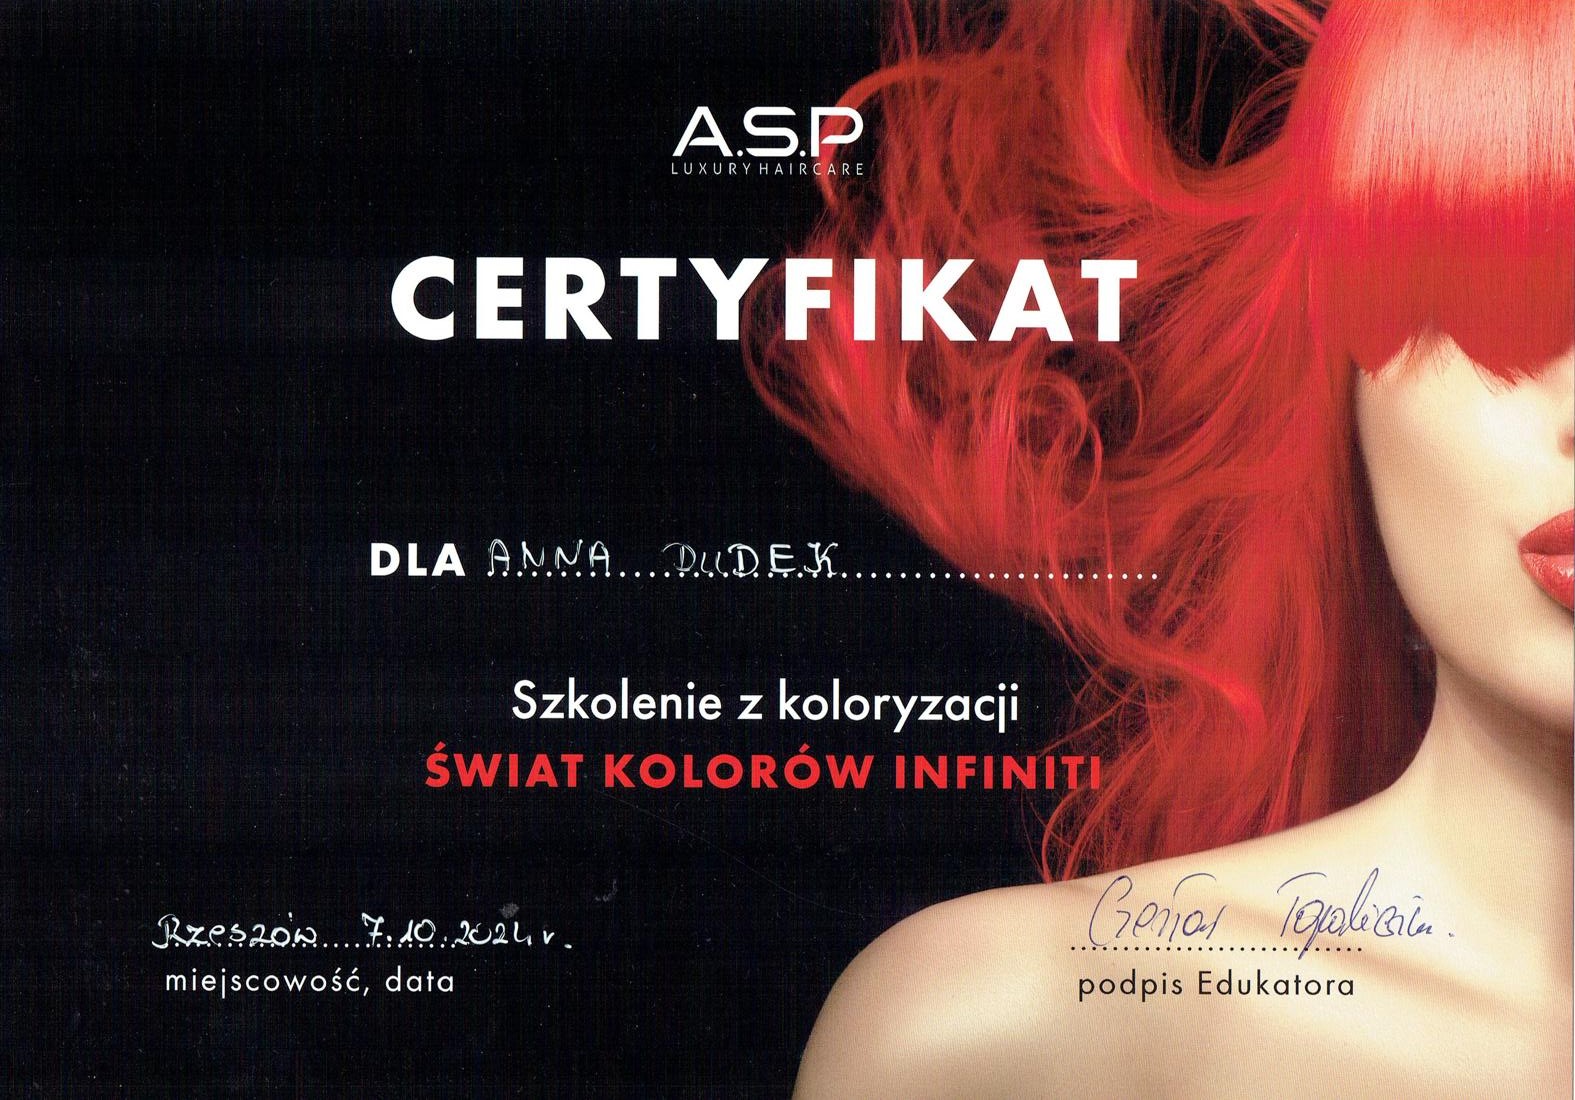 A.S.P
LUXURY HAIRCARE
CERTYFIKAT
DLA ANNA DUDEK
Szkolenie z koloryzacji
ŚWIAT KOLORÓW INFINITI
Rzeszów 7.10.2024 r.
miejscowość, data
podpis Edukatora